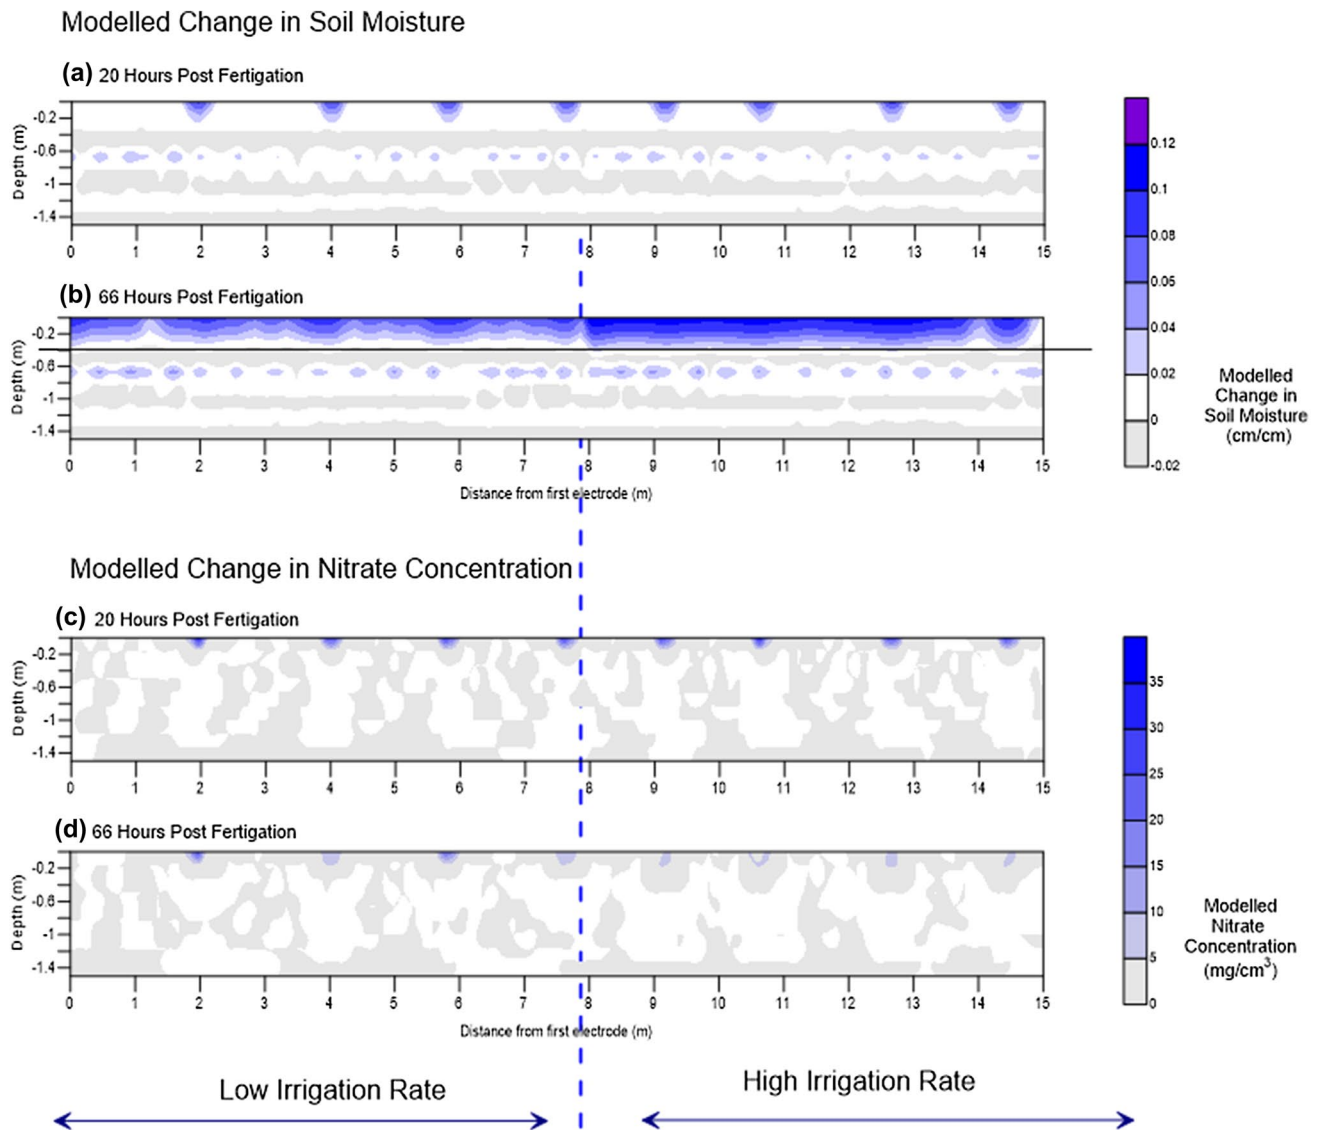 Modelled Change in Soil Moisture
(a) 20 Hours Post Fertigation
Depth (m)
-0.2
-0.6
-1
-1.4
0 1 2 3 4 5 6 7 8 9 10 11 12 13 14 15
(b) 66 Hours Post Fertigation
Depth (m)
-0.2
-0.6
-1
-1.4
0 1 2 3 4 5 6 7 8 9 10 11 12 13 14 15
Distance from first electrode (m)
0.12
0.1
0.08
0.05
0.04
0.02
0
-0.02
Modelled
Change in
Soil Moisture
(cm/cm)
Modelled Change in Nitrate Concentration
(c) 20 Hours Post Fertigation
Depth (m)
-0.2
-0.6
-1
-1.4
0 1 2 3 4 5 6 7 8 9 10 11 12 13 14 15
(d) 66 Hours Post Fertigation
Depth (m)
-0.2
-0.6
-1
-1.4
0 1 2 3 4 5 6 7 8 9 10 11 12 13 14 15
Distance from first electrode (m)
35
30
25
20
15
10
5
0
Modelled
Nitrate
Concentration
(mg/cm³)
Low Irrigation Rate
High Irrigation Rate